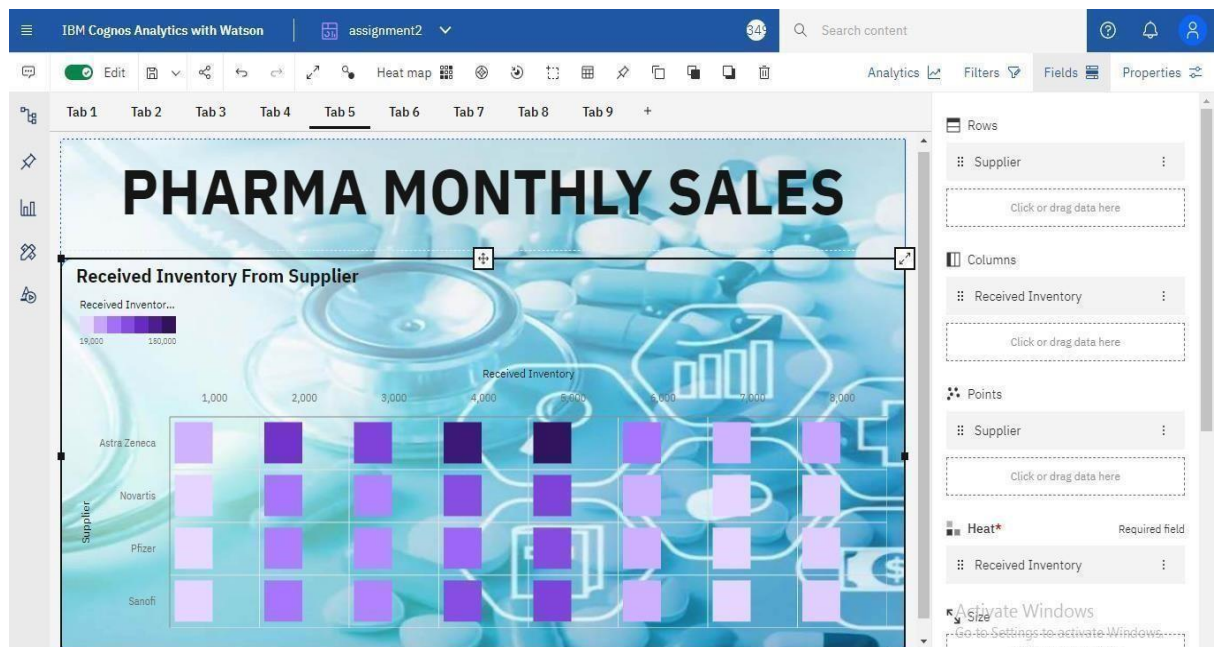 IBM Cognos Analytics with Watson
assignment2
349
Search content
Edit
Heat map
Analytics
Filters
Fields
Properties
Tab 1 Tab 2 Tab 3 Tab 4 Tab 5 Tab 6 Tab 7 Tab 8 Tab 9 +
PHARMA MONTHLY SALES
Received Inventory From Supplier
Received Inventor...
19,000 160,000
Received Inventory
1,000 2,000 3,000 4,000 5,000 6,000 7,000 8,000
Supplier
Astra Zeneca
Novartis
Pfizer
Sanofi
Rows
Supplier
Click or drag data here
Columns
Received Inventory
Click or drag data here
Points
Supplier
Click or drag data here
Heat* Required field
Received Inventory
Size
Activate Windows
Go to Settings to activate Windows.